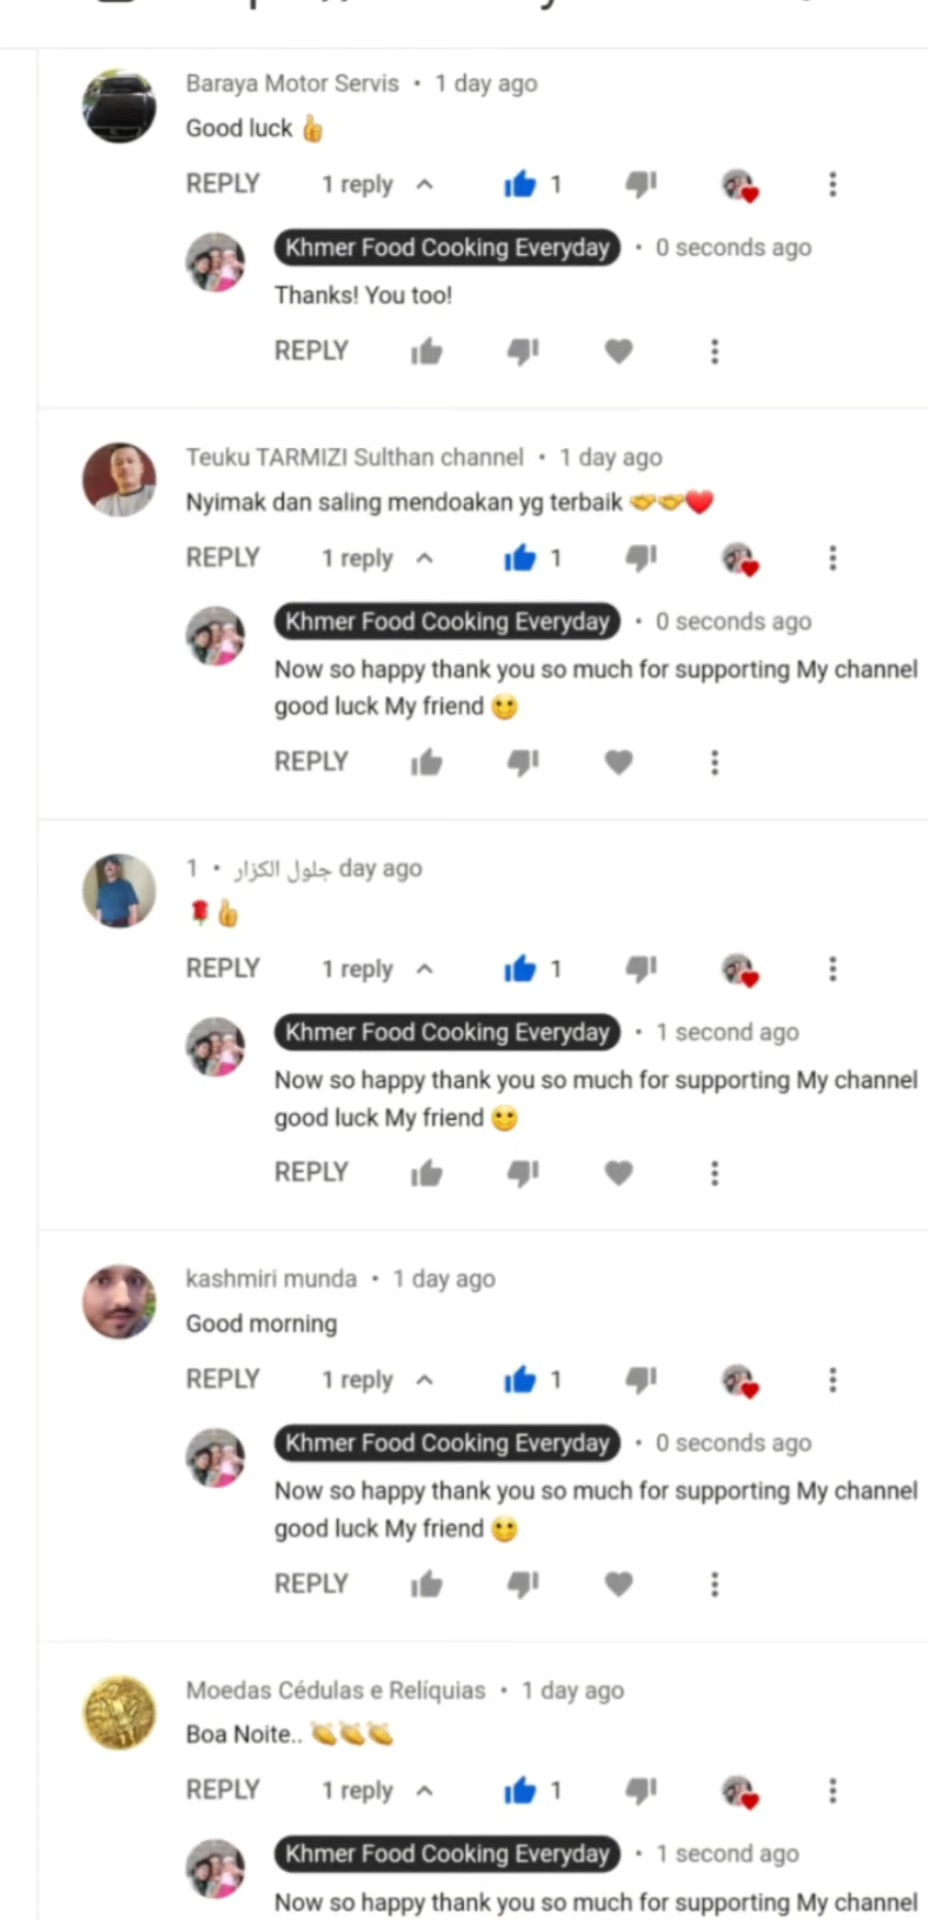 Baraya Motor Servis • 1 day ago
Good luck 👍
REPLY 1 reply 1
Khmer Food Cooking Everyday • 0 seconds ago
Thanks! You too!
REPLY
Teuku TARMIZI Sulthan channel • 1 day ago
Nyimak dan saling mendoakan yg terbaik 🤝🤝❤️
REPLY 1 reply 1
Khmer Food Cooking Everyday • 0 seconds ago
Now so happy thank you so much for supporting My channel
good luck My friend 🙂
REPLY
جلول الكزار • 1 day ago
🌹👍
REPLY 1 reply 1
Khmer Food Cooking Everyday • 1 second ago
Now so happy thank you so much for supporting My channel
good luck My friend 🙂
REPLY
kashmiri munda • 1 day ago
Good morning
REPLY 1 reply 1
Khmer Food Cooking Everyday • 0 seconds ago
Now so happy thank you so much for supporting My channel
good luck My friend 🙂
REPLY
Moedas Cédulas e Relíquias • 1 day ago
Boa Noite.. 👏👏👏
REPLY 1 reply 1
Khmer Food Cooking Everyday • 1 second ago
Now so happy thank you so much for supporting My channel